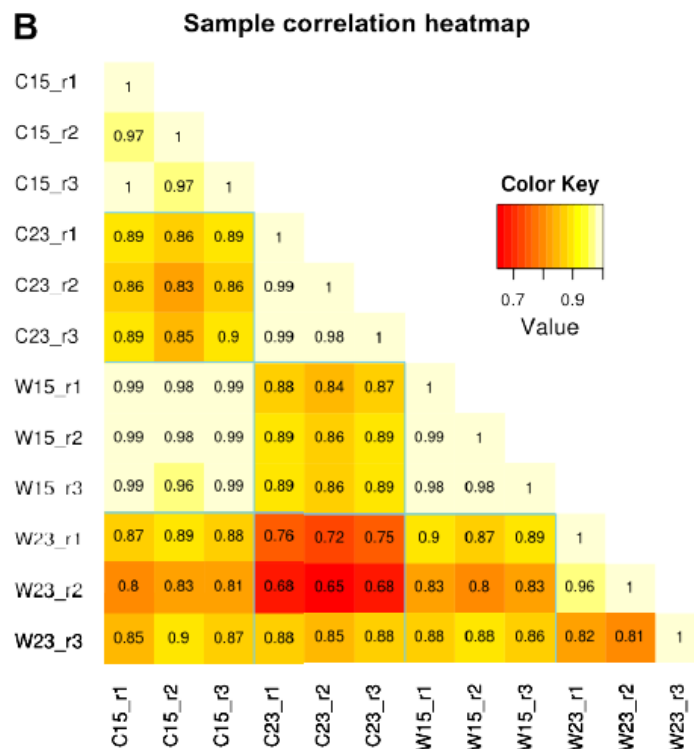 B Sample correlation heatmap
C15_r1 1
C15_r2 0.97 1
C15_r3 1 0.97 1
C23_r1 0.89 0.86 0.89 1
C23_r2 0.86 0.83 0.86 0.99 1
C23_r3 0.89 0.85 0.9 0.99 0.98 1
W15_r1 0.99 0.98 0.99 0.88 0.84 0.87 1
W15_r2 0.99 0.98 0.99 0.89 0.86 0.89 0.99 1
W15_r3 0.99 0.96 0.99 0.89 0.86 0.89 0.98 0.98 1
W23_r1 0.87 0.89 0.88 0.76 0.72 0.75 0.9 0.87 0.89 1
W23_r2 0.8 0.83 0.81 0.68 0.65 0.68 0.83 0.8 0.83 0.96 1
W23_r3 0.85 0.9 0.87 0.88 0.85 0.88 0.88 0.88 0.86 0.82 0.81 1
C15_r1 C15_r2 C15_r3 C23_r1 C23_r2 C23_r3 W15_r1 W15_r2 W15_r3 W23_r1 W23_r2 W23_r3
Color Key
0.7 0.9
Value